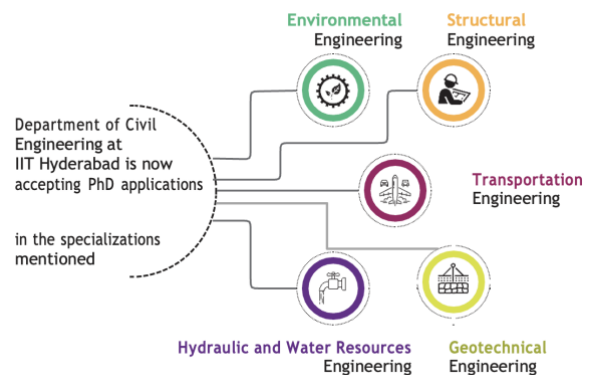 Environmental
Engineering
Structural
Engineering
Department of Civil
Engineering at
IIT Hyderabad is now
accepting PhD applications
in the specializations
mentioned
Transportation
Engineering
Hydraulic and Water Resources
Engineering
Geotechnical
Engineering